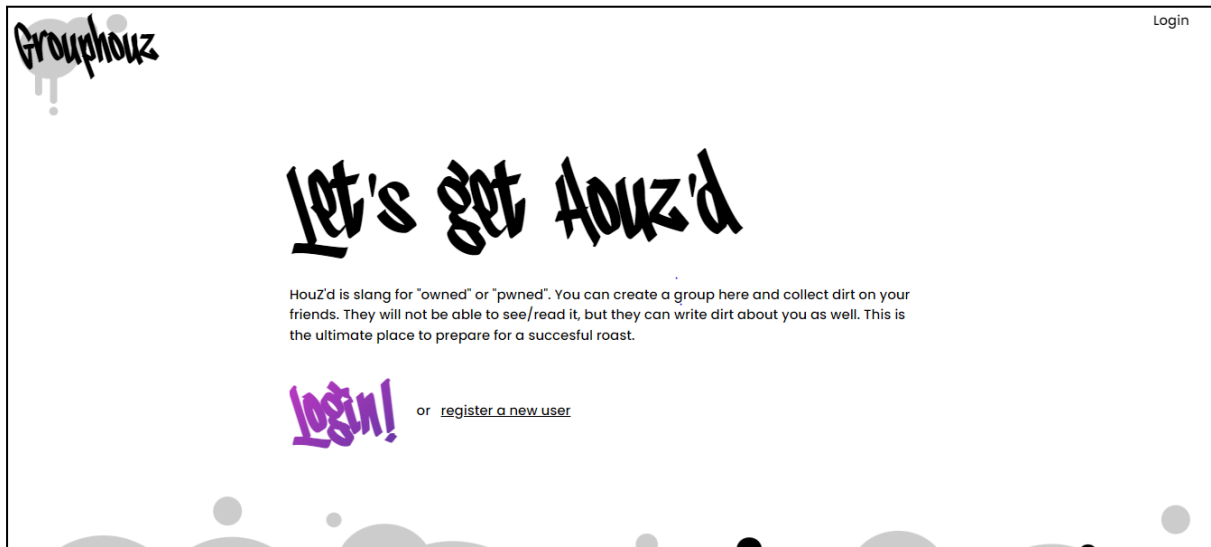 Grouphouz
Login
Let's get Houz'd
HouZ'd is slang for "owned" or "pwned". You can create a group here and collect dirt on your
friends. They will not be able to see/read it, but they can write dirt about you as well. This is
the ultimate place to prepare for a succesful roast.
Login! or register a new user